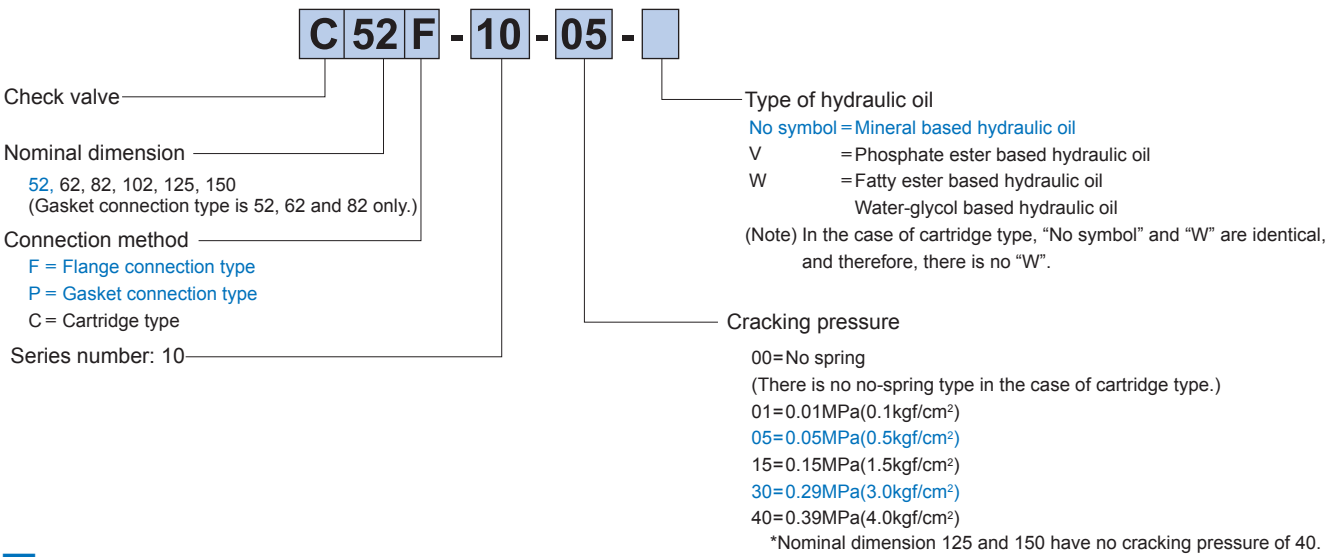 C 52 F - 10 - 05 -
Check valve
Nominal dimension
52, 62, 82, 102, 125, 150
(Gasket connection type is 52, 62 and 82 only.)
Connection method
F = Flange connection type
P = Gasket connection type
C = Cartridge type
Series number: 10
Type of hydraulic oil
No symbol = Mineral based hydraulic oil
V = Phosphate ester based hydraulic oil
W = Fatty ester based hydraulic oil
Water-glycol based hydraulic oil
(Note) In the case of cartridge type, “No symbol” and “W” are identical,
and therefore, there is no “W”.
Cracking pressure
00=No spring
(There is no no-spring type in the case of cartridge type.)
01=0.01MPa(0.1kgf/cm²)
05=0.05MPa(0.5kgf/cm²)
15=0.15MPa(1.5kgf/cm²)
30=0.29MPa(3.0kgf/cm²)
40=0.39MPa(4.0kgf/cm²)
*Nominal dimension 125 and 150 have no cracking pressure of 40.